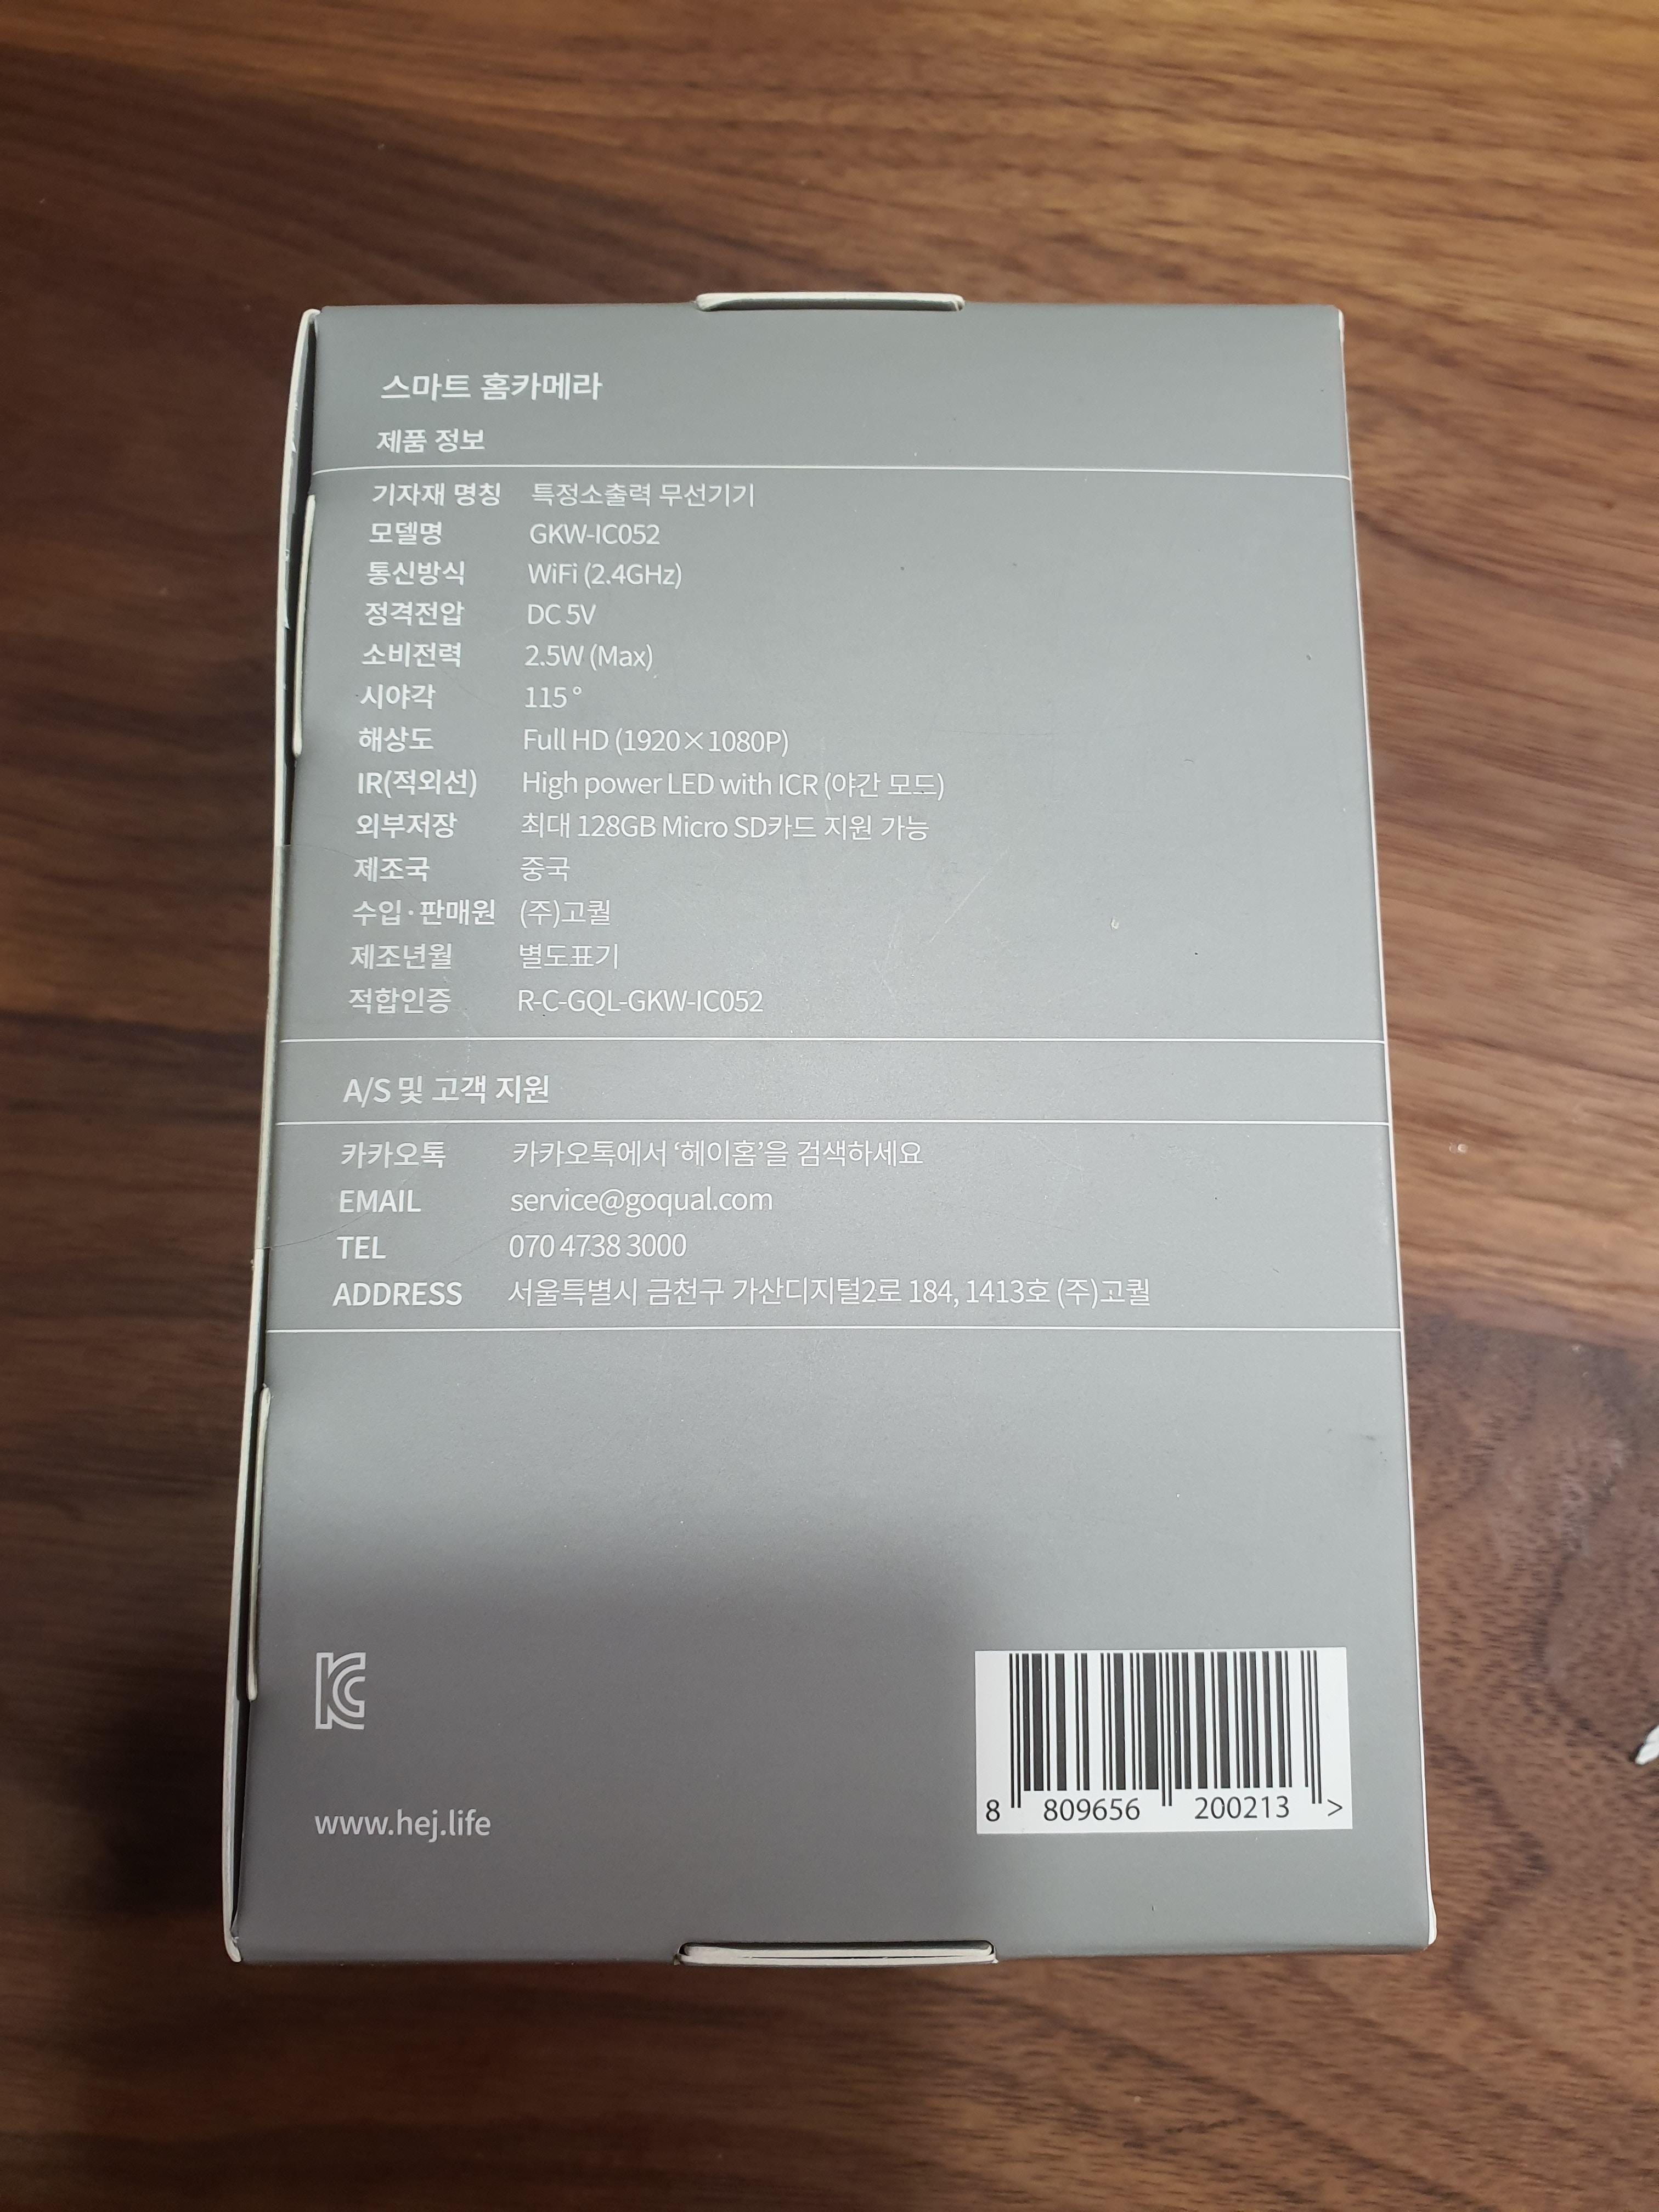 스마트 홈카메라
제품 정보
기자재 명칭 특정소출력 무선기기
모델명 GKW-IC052
통신방식 WiFi (2.4GHz)
정격전압 DC 5V
소비전력 2.5W (Max)
시야각 115°
해상도 Full HD (1920×1080P)
IR(적외선) High power LED with ICR (야간 모드)
외부저장 최대 128GB Micro SD카드 지원 가능
제조국 중국
수입·판매원 (주)고퀄
제조년월 별도표기
적합인증 R-C-GQL-GKW-IC052
A/S 및 고객 지원
카카오톡 카카오톡에서 ‘헤이홈’을 검색하세요
EMAIL service@goqual.com
TEL 070 4738 3000
ADDRESS 서울특별시 금천구 가산디지털2로 184, 1413호 (주)고퀄
KC
www.hej.life
8 809656 200213 >